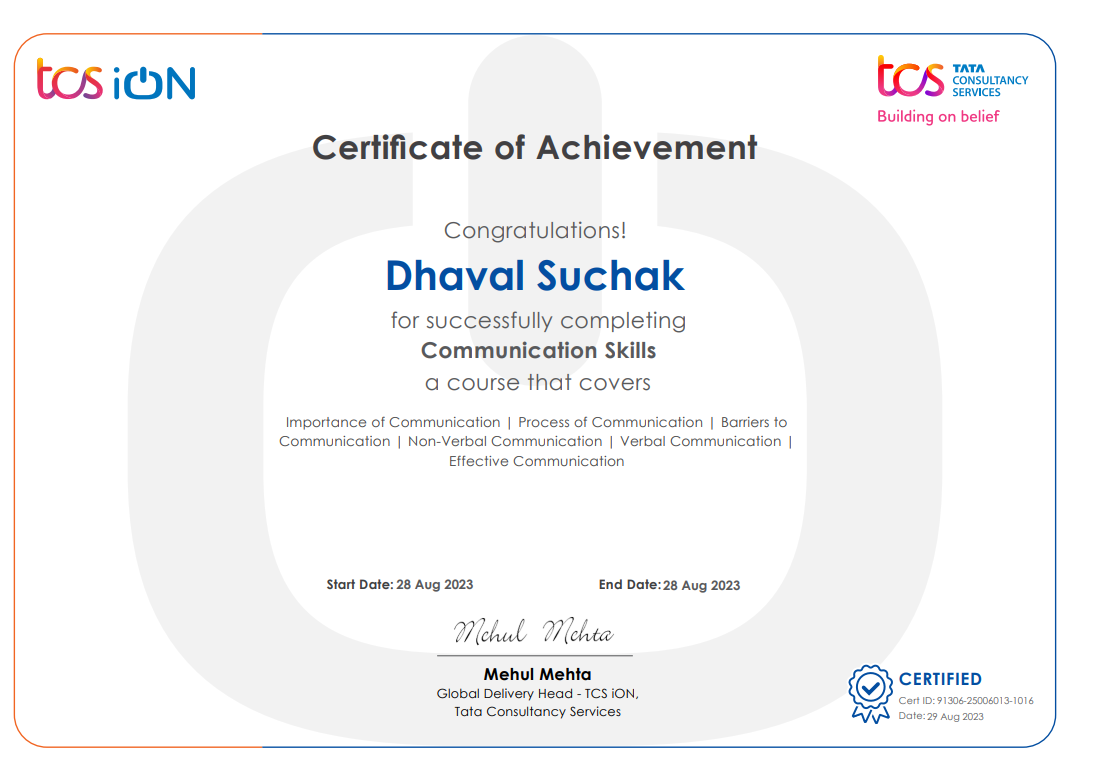 tcs iON
tcs TATA
CONSULTANCY
SERVICES
Building on belief
Certificate of Achievement
Congratulations!
Dhaval Suchak
for successfully completing
Communication Skills
a course that covers
Importance of Communication | Process of Communication | Barriers to
Communication | Non-Verbal Communication | Verbal Communication |
Effective Communication
Start Date: 28 Aug 2023 End Date: 28 Aug 2023
Mehul Mehta
Mehul Mehta
Global Delivery Head - TCS iON,
Tata Consultancy Services
CERTIFIED
Cert ID: 91306-25006013-1016
Date: 29 Aug 2023